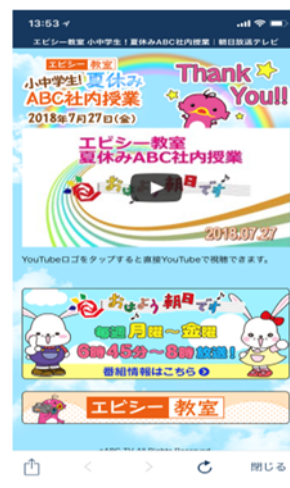 13:53
エビシー教室 小中学生！夏休みABC社内授業｜朝日放送テレビ
エビシー 教室
小中学生!夏休み
ABC社内授業
2018年7月27日(金)
Thank
You!!
エビシー教室
夏休みABC社内授業
おはよう朝日です
2018.07.27
YouTubeロゴをタップすると直接YouTubeで視聴できます。
おはよう朝日です
毎週 月曜〜金曜
6時45分〜8時 放送!
番組情報はこちら
エビシー 教室
ABC TV All Rights Reserved
閉じる